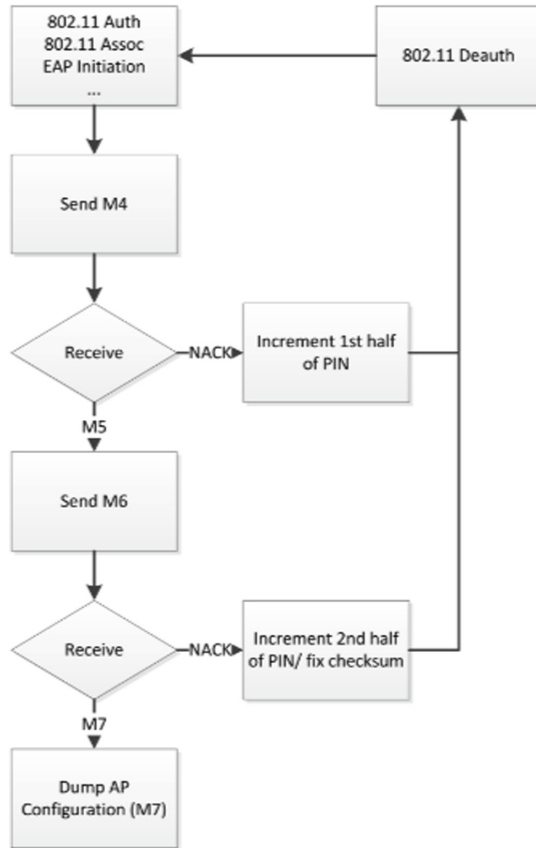 802.11 Auth
802.11 Assoc
EAP Initiation
...
802.11 Deauth
Send M4
Receive
NACK
Increment 1st half
of PIN
M5
Send M6
Receive
NACK
Increment 2nd half
of PIN/ fix checksum
M7
Dump AP
Configuration (M7)